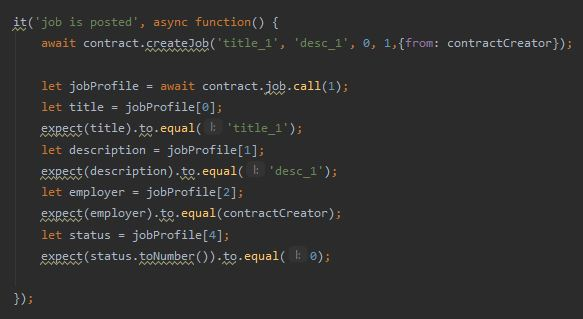 it('job is posted', async function() {
    await contract.createJob('title_1', 'desc_1', 0, 1,{from: contractCreator});
    let jobProfile = await contract.job.call(1);
    let title = jobProfile[0];
    expect(title).to.equal( l: 'title_1');
    let description = jobProfile[1];
    expect(description).to.equal( l: 'desc_1');
    let employer = jobProfile[2];
    expect(employer).to.equal(contractCreator);
    let status = jobProfile[4];
    expect(status.toNumber()).to.equal( l: 0);
});